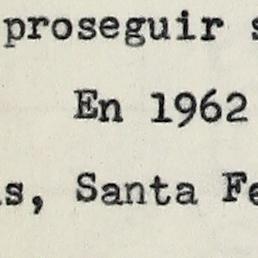 proseguir s
En 1962
s, Santa Fe